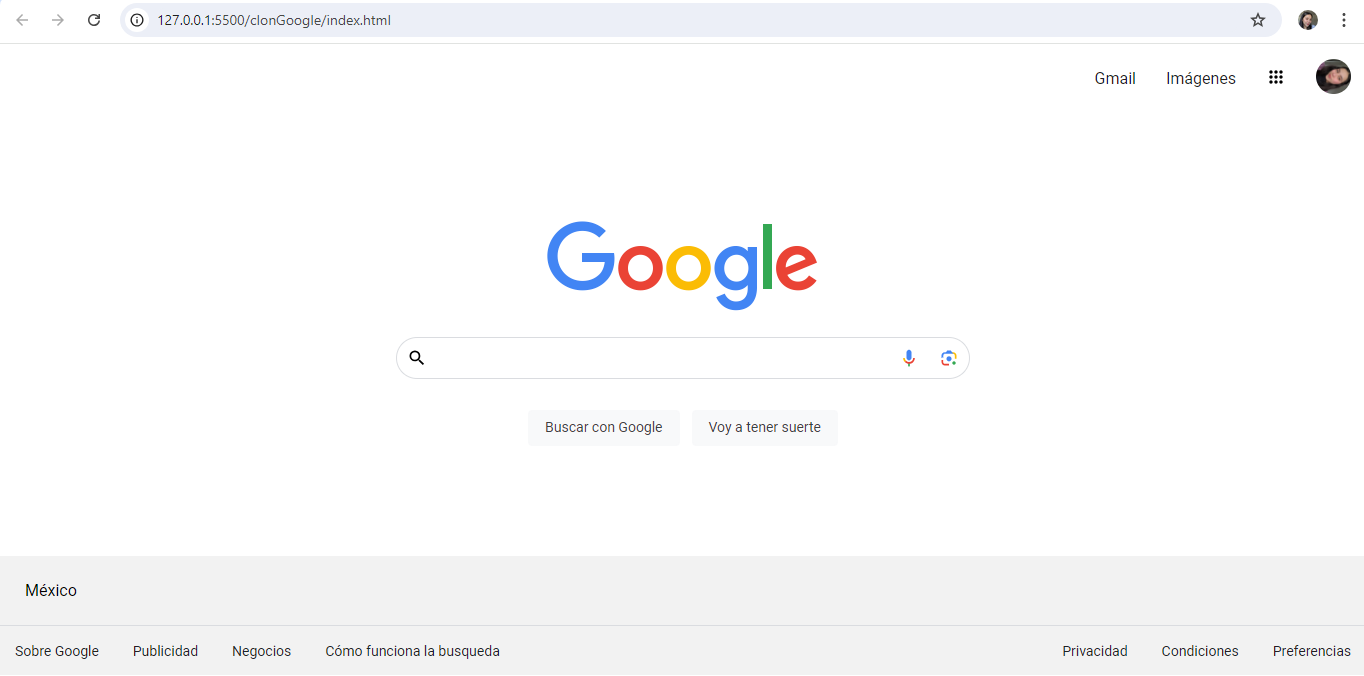 127.0.0.1:5500/clonGoogle/index.html
Gmail Imágenes
Google
Buscar con Google Voy a tener suerte
México
Sobre Google Publicidad Negocios Cómo funciona la busqueda Privacidad Condiciones Preferencias